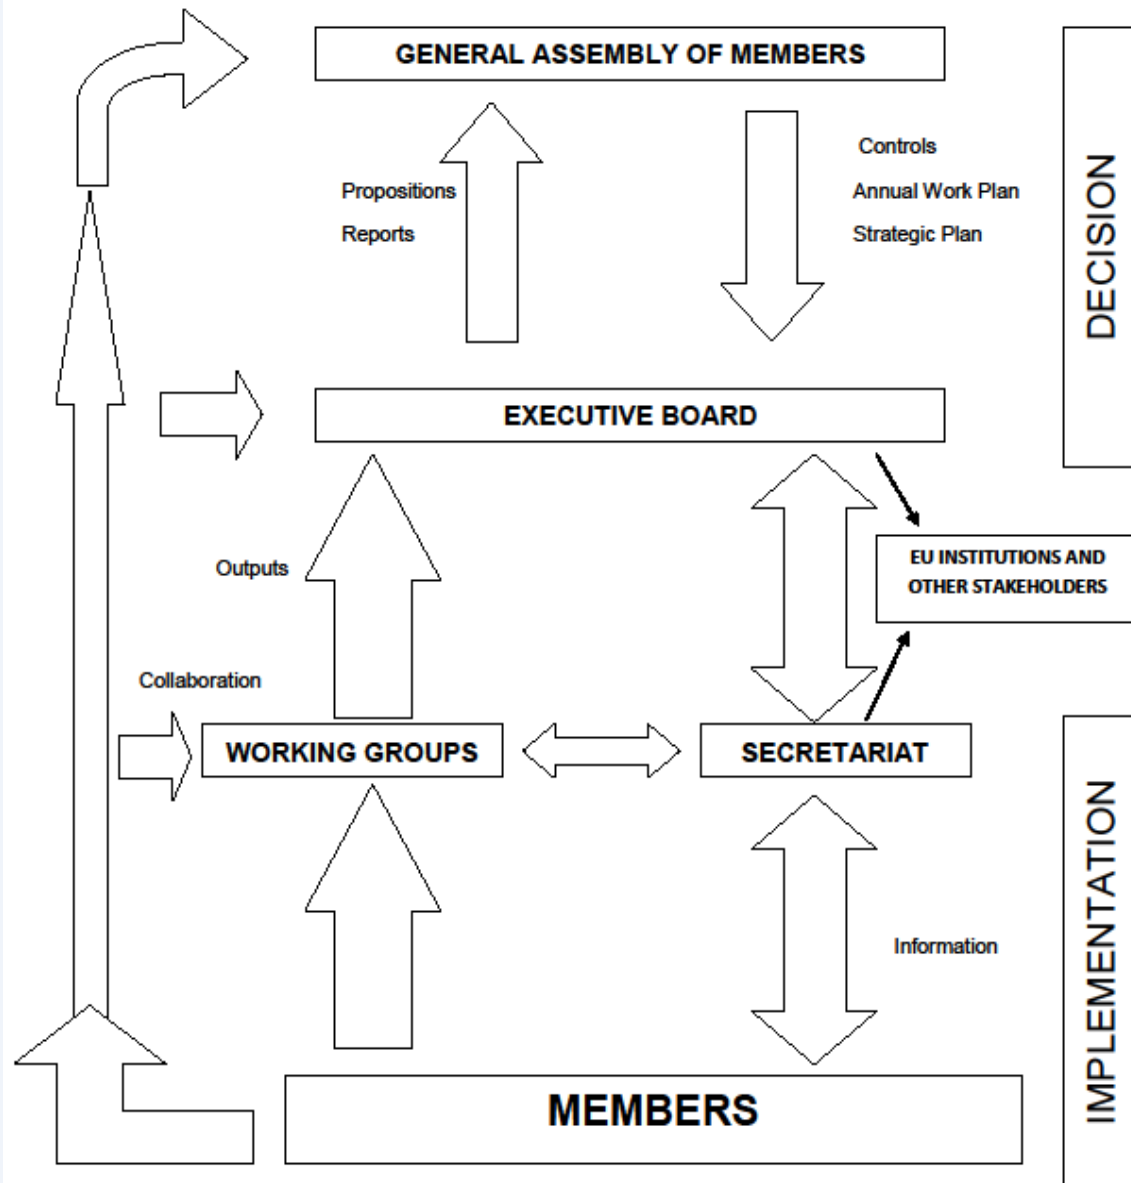 GENERAL ASSEMBLY OF MEMBERS
Controls
Propositions
Annual Work Plan
Reports
Strategic Plan
DECISION
EXECUTIVE BOARD
EU INSTITUTIONS AND
OTHER STAKEHOLDERS
Outputs
Collaboration
WORKING GROUPS
SECRETARIAT
Information
IMPLEMENTATION
MEMBERS